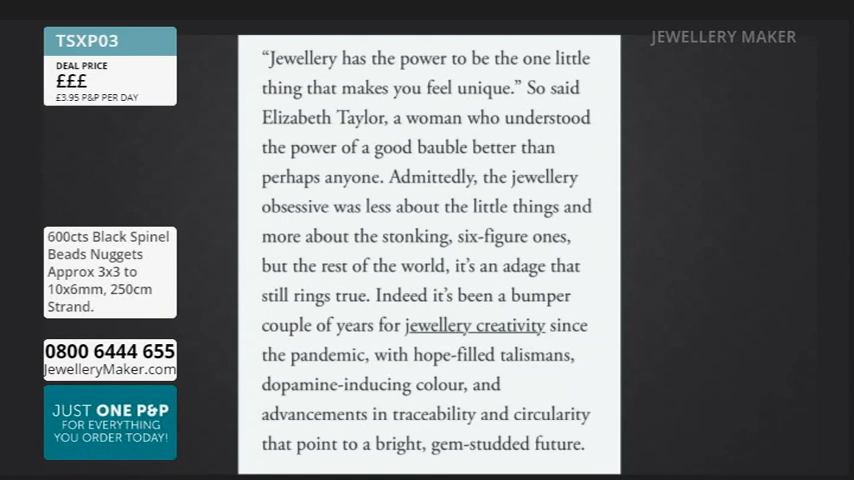 TSXP03
DEAL PRICE
£££
£3.95 P&P PER DAY
600cts Black Spinel
Beads Nuggets
Approx 3x3 to
10x6mm, 250cm
Strand.
0800 6444 655
JewelleryMaker.com
JUST ONE P&P
FOR EVERYTHING
YOU ORDER TODAY!
“Jewellery has the power to be the one little
thing that makes you feel unique.” So said
Elizabeth Taylor, a woman who understood
the power of a good bauble better than
perhaps anyone. Admittedly, the jewellery
obsessive was less about the little things and
more about the stonking, six-figure ones,
but the rest of the world, it’s an adage that
still rings true. Indeed it’s been a bumper
couple of years for jewellery creativity since
the pandemic, with hope-filled talismans,
dopamine-inducing colour, and
advancements in traceability and circularity
that point to a bright, gem-studded future.
JEWELLERY MAKER